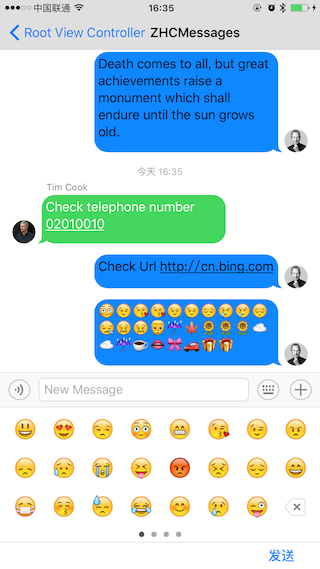 中国联通 16:35
Root View Controller ZHCMessages
Death comes to all, but great
achievements raise a
monument which shall
endure until the sun grows
old.
今天 16:35
Tim Cook
Check telephone number
02010010
Check Url http://cn.bing.com
New Message
发送